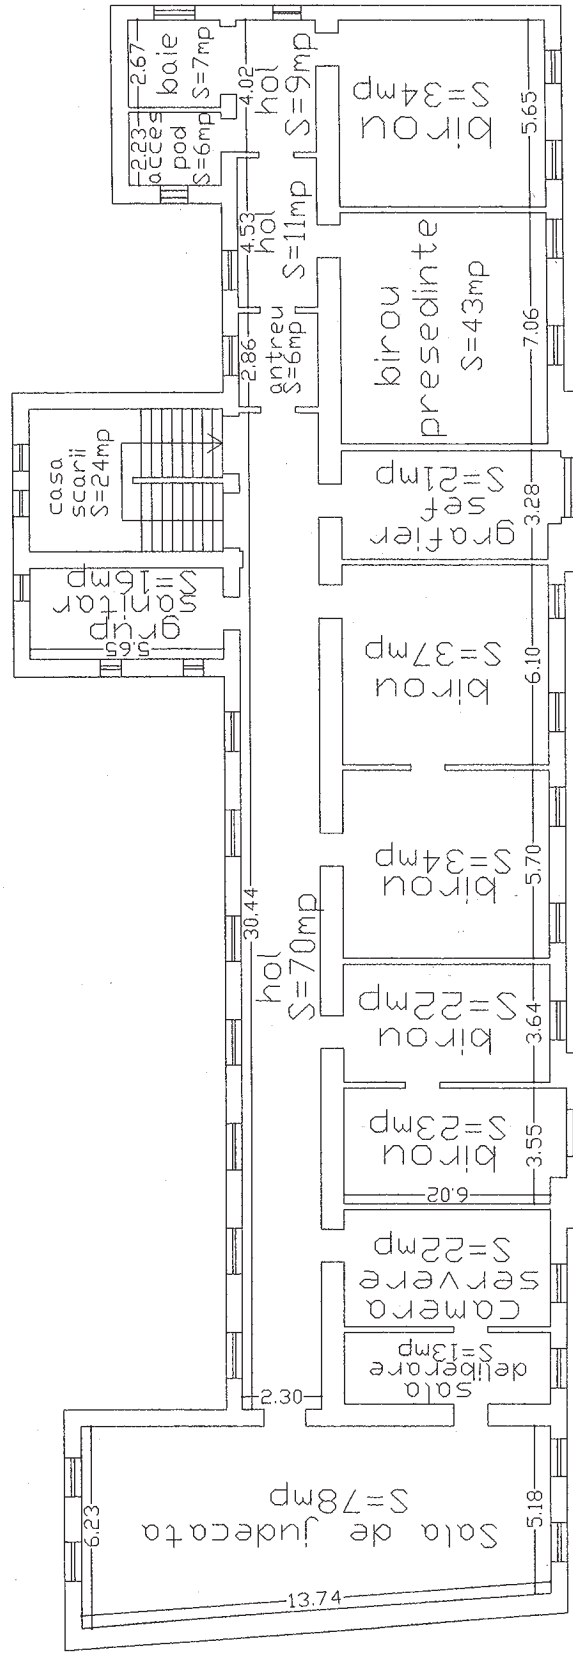 2.67
baie
S=7mp
2.23
acces
pod
S=6mp
4.02
hol
S=9mp
birou
S=34mp
5.65
4.53
hol
S=11mp
birou
presedinte
S=43mp
7.06
2.86
antreu
S=6mp
casa
scarii
S=24mp
grafier
sef
S=21mp
3.28
grup
sanitar
S=16mp
5.65
birou
S=37mp
6.10
birou
S=34mp
5.70
30.44
hol
S=70mp
birou
S=22mp
3.64
birou
S=23mp
3.55
6.02
camera
servere
S=22mp
sala
deliberare
S=13mp
2.30
Sala de judecata
S=78mp
6.23
5.18
13.74